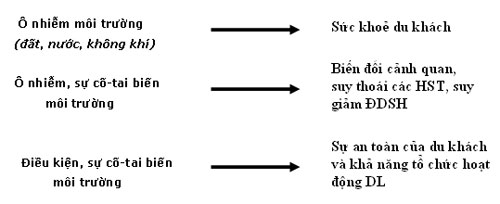 Ô nhiễm môi trường
(đất, nước, không khí)
Sức khoẻ du khách
Ô nhiễm, sự cố-tai biến
môi trường
Biến đổi cảnh quan,
suy thoái các HST, suy
giảm ĐDSH
Điều kiện, sự cố-tai biến
môi trường
Sự an toàn của du khách
và khả năng tổ chức hoạt
động DL